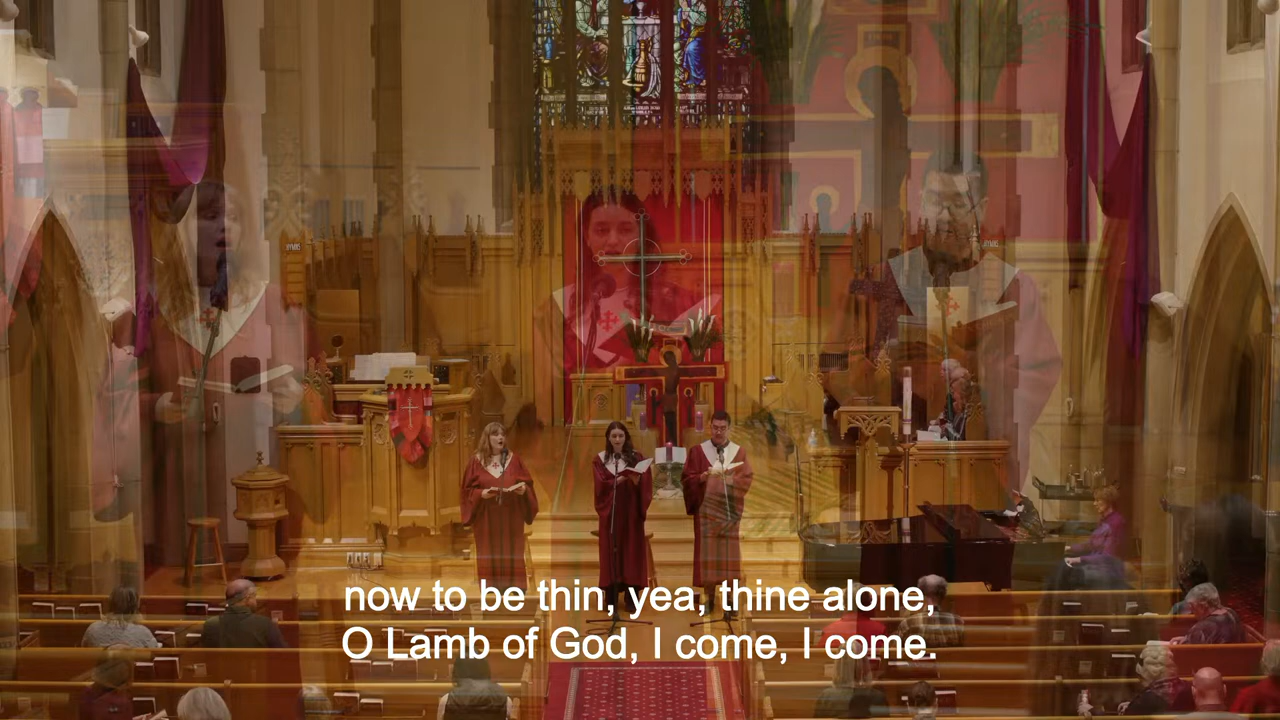 now to be thin, yea, thine alone,
O Lamb of God, I come, I come.